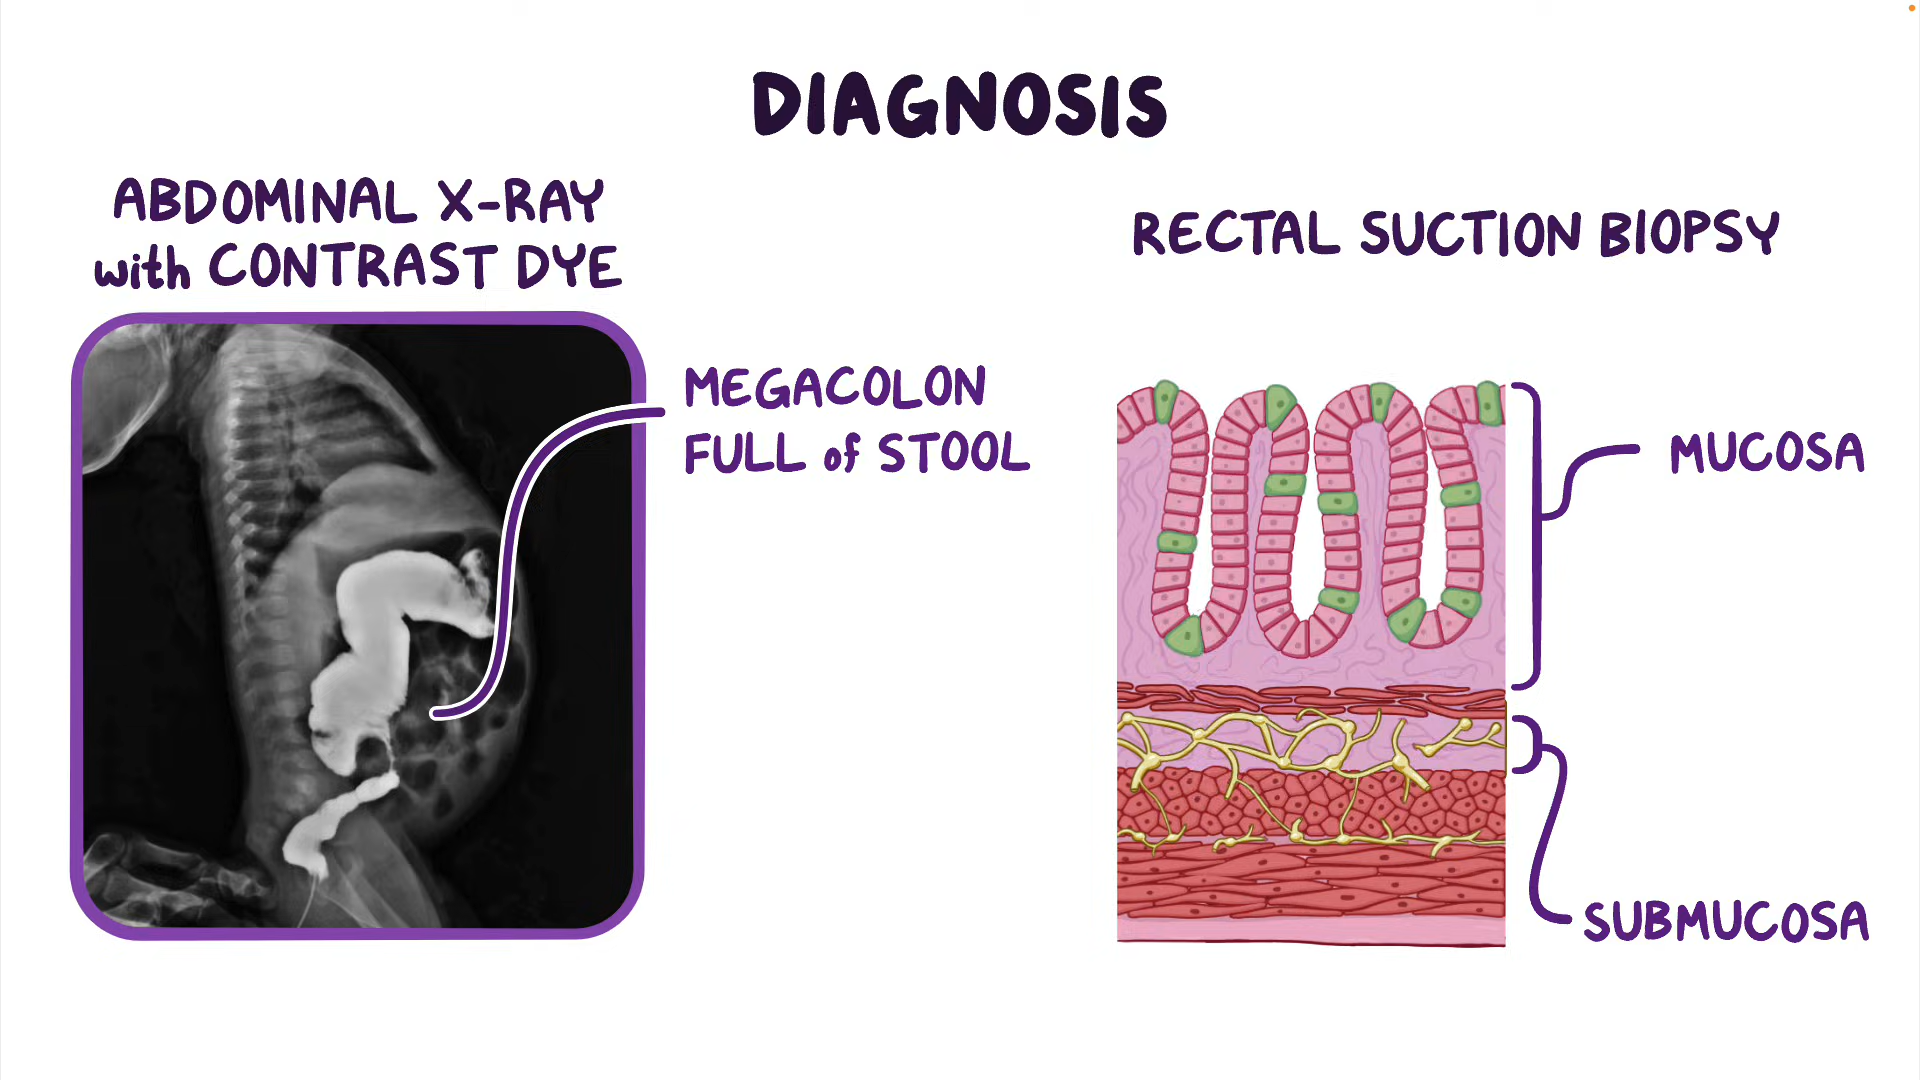 DIAGNOSIS
ABDOMINAL X-RAY
with CONTRAST DYE
MEGACOLON
FULL of STOOL
RECTAL SUCTION BIOPSY
MUCOSA
SUBMUCOSA